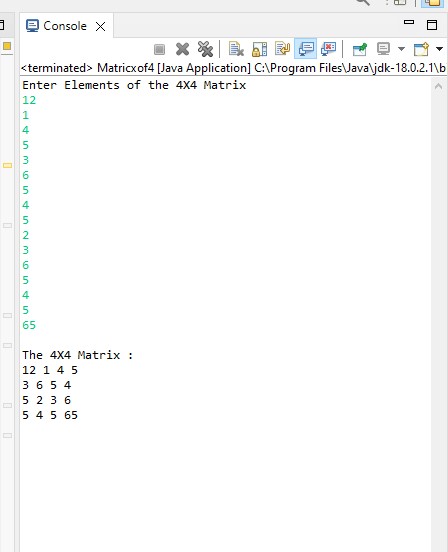 Console
<terminated> Matricxof4 [Java Application] C:\Program Files\Java\jdk-18.0.2.1\b
Enter Elements of the 4X4 Matrix
12
1
4
5
3
6
5
4
5
2
3
6
5
4
5
65
The 4X4 Matrix :
12 1 4 5
3 6 5 4
5 2 3 6
5 4 5 65